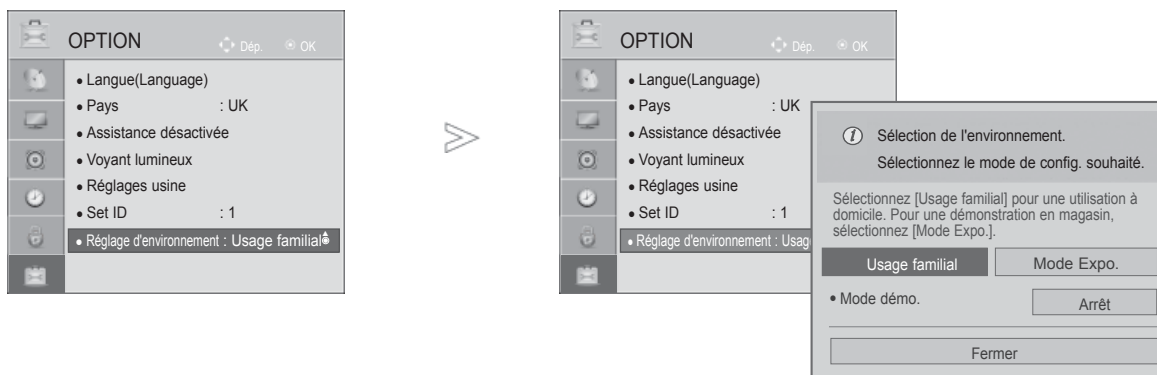 OPTION
Dép. OK
• Langue(Language)
• Pays : UK
• Assistance désactivée
• Voyant lumineux
• Réglages usine
• Set ID : 1
• Réglage d'environnement : Usage familial
OPTION
Dép. OK
• Langue(Language)
• Pays : UK
• Assistance désactivée
• Voyant lumineux
• Réglages usine
• Set ID : 1
• Réglage d'environnement : Usag
Sélection de l'environnement.
Sélectionnez le mode de config. souhaité.
Sélectionnez [Usage familial] pour une utilisation à
domicile. Pour une démonstration en magasin,
sélectionnez [Mode Expo.].
Usage familial
Mode Expo.
• Mode démo.
Arrêt
Fermer